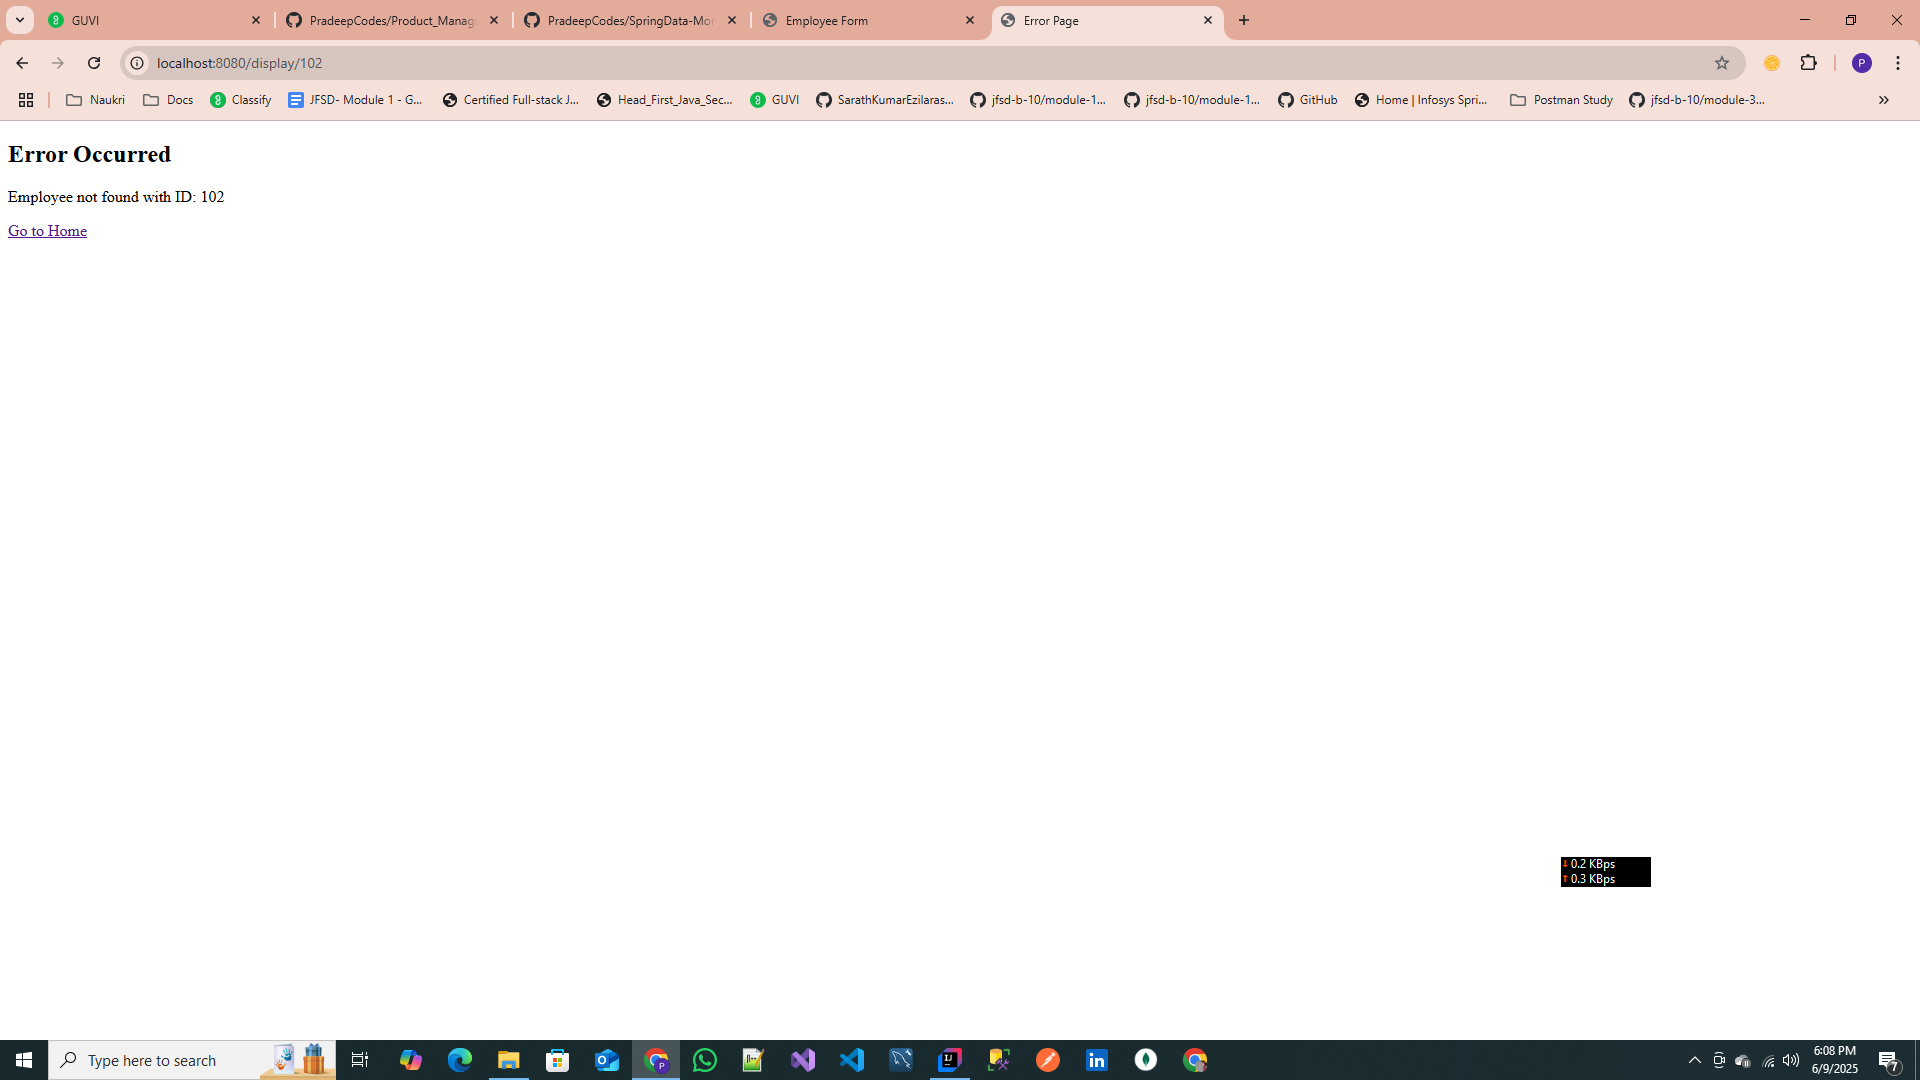 GUVI
PradeepCodes/Product_Manage
PradeepCodes/SpringData-Mon
Employee Form
Error Page
localhost:8080/display/102
P
Naukri
Docs
Classify
JFSD- Module 1 - G...
Certified Full-stack J...
Head_First_Java_Sec...
GUVI
SarathKumarEzilaras...
jfsd-b-10/module-1...
jfsd-b-10/module-1...
GitHub
Home | Infosys Spri...
Postman Study
jfsd-b-10/module-3...
Error Occurred
Employee not found with ID: 102
Go to Home
0.2 KBps
0.3 KBps
Type here to search
6:08 PM
6/9/2025
7